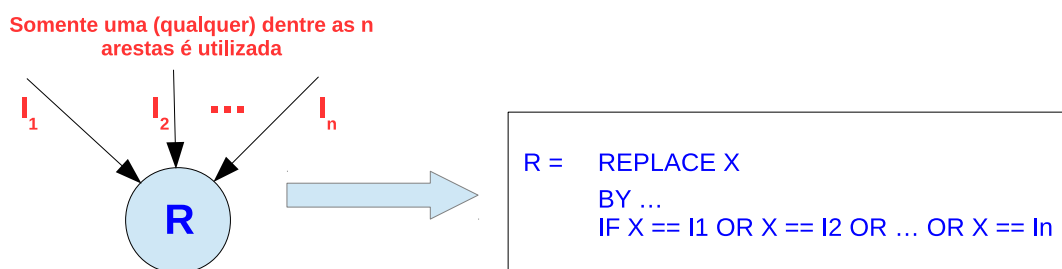 Somente uma (qualquer) dentre as n
arestas é utilizada
I1 I2 ... In
R
R = REPLACE X
BY ...
IF X == I1 OR X == I2 OR ... OR X == In